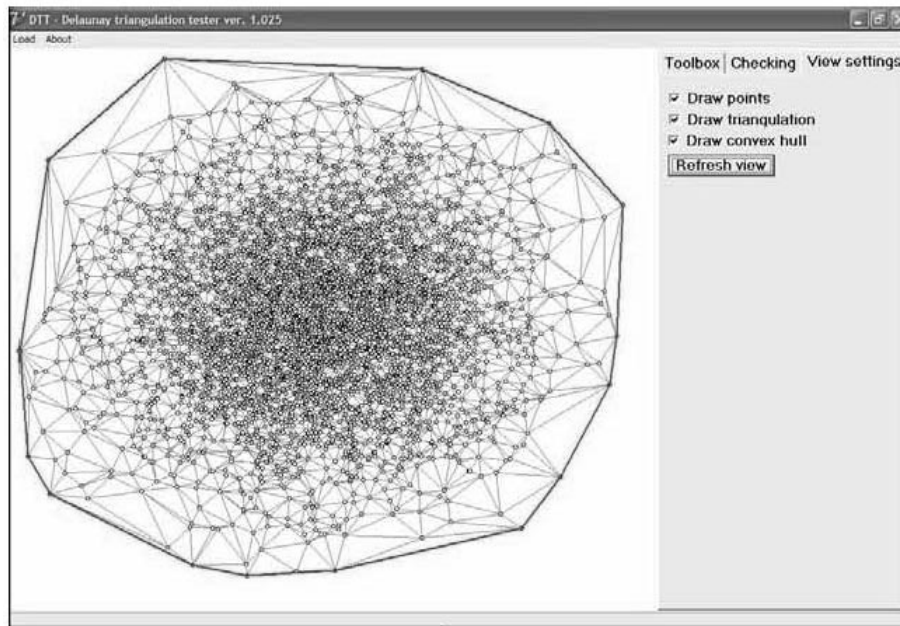 DTT - Delaunay triangulation tester ver. 1.025
Load About
Toolbox Checking View settings
Draw points
Draw triangulation
Draw convex hull
Refresh view